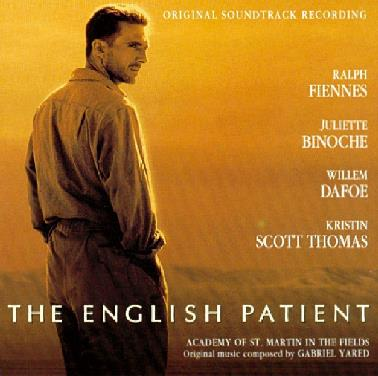 ORIGINAL SOUNDTRACK RECORDING
RALPH
FIENNES
JULIETTE
BINOCHE
WILLEM
DAFOE
KRISTIN
SCOTT THOMAS
THE ENGLISH PATIENT
ACADEMY OF ST. MARTIN IN THE FIELDS
Original music composed by GABRIEL YARED